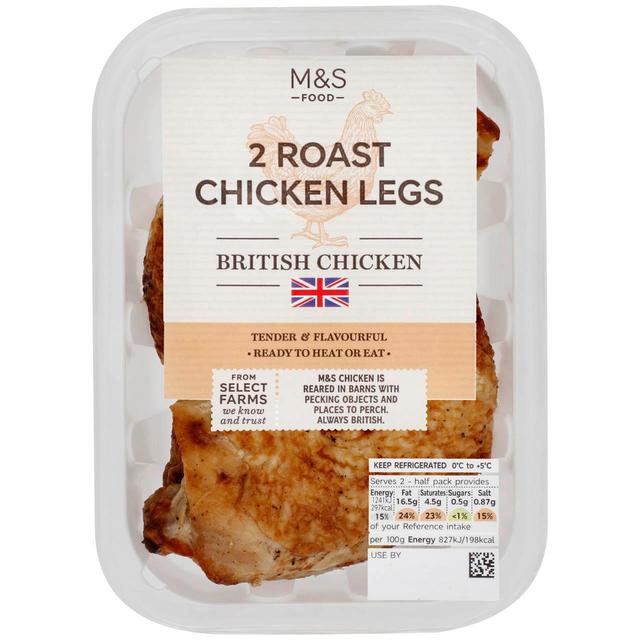 M&S
FOOD
2 ROAST
CHICKEN LEGS
BRITISH CHICKEN
TENDER & FLAVOURFUL
• READY TO HEAT OR EAT •
FROM
SELECT
FARMS
we know
and trust
M&S CHICKEN IS
REARED IN BARNS WITH
PECKING OBJECTS AND
PLACES TO PERCH.
ALWAYS BRITISH.
KEEP REFRIGERATED 0°C to +5°C
Serves 2 - half pack provides
Energy Fat Saturates Sugars Salt
1241KJ 16.5g 4.5g 0.5g 0.87g
297kcal
15% 24% 23% <1% 15%
of your Reference intake
per 100g Energy 827kJ/198kcal
USE BY